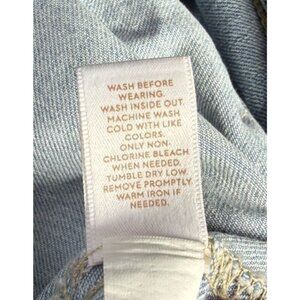 WASH BEFORE
WEARING.
WASH INSIDE OUT.
MACHINE WASH
COLD WITH LIKE
COLORS.
ONLY NON
CHLORINE BLEACH
WHEN NEEDED.
TUMBLE DRY LOW.
REMOVE PROMPTLY
WARM IRON IF
NEEDED.